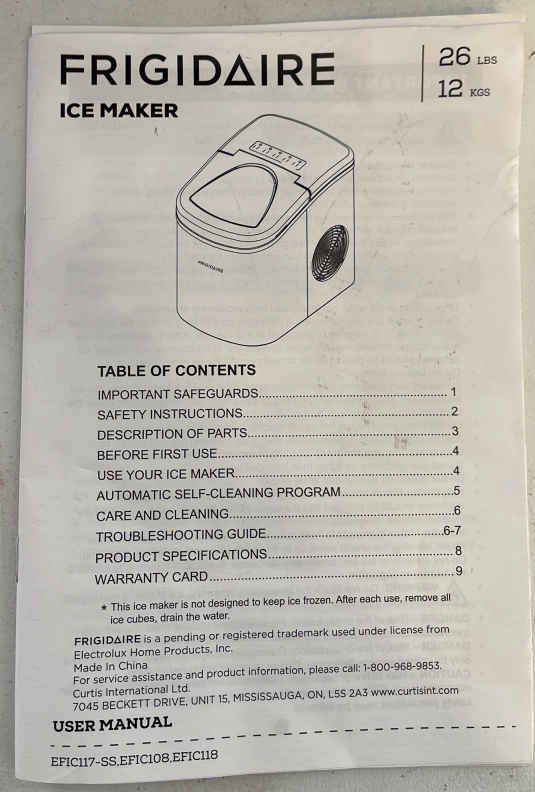 FRIGIDAIRE
26 LBS
12 KGS
ICE MAKER
FRIGIDAIRE
TABLE OF CONTENTS
IMPORTANT SAFEGUARDS.......................................................... 1
SAFETY INSTRUCTIONS............................................................... 2
DESCRIPTION OF PARTS..............................................................3
BEFORE FIRST USE........................................................................4
USE YOUR ICE MAKER...................................................................4
AUTOMATIC SELF-CLEANING PROGRAM..................................5
CARE AND CLEANING.....................................................................6
TROUBLESHOOTING GUIDE......................................................6-7
PRODUCT SPECIFICATIONS......................................................... 8
WARRANTY CARD...........................................................................9
* This ice maker is not designed to keep ice frozen. After each use, remove all
ice cubes, drain the water.
FRIGIDAIRE is a pending or registered trademark used under license from
Electrolux Home Products, Inc.
Made In China
For service assistance and product information, please call: 1-800-968-9853.
Curtis International Ltd.
7045 BECKETT DRIVE, UNIT 15, MISSISSAUGA, ON, L5S 2A3 www.curtisint.com
USER MANUAL
EFIC117-SS,EFIC108,EFIC118